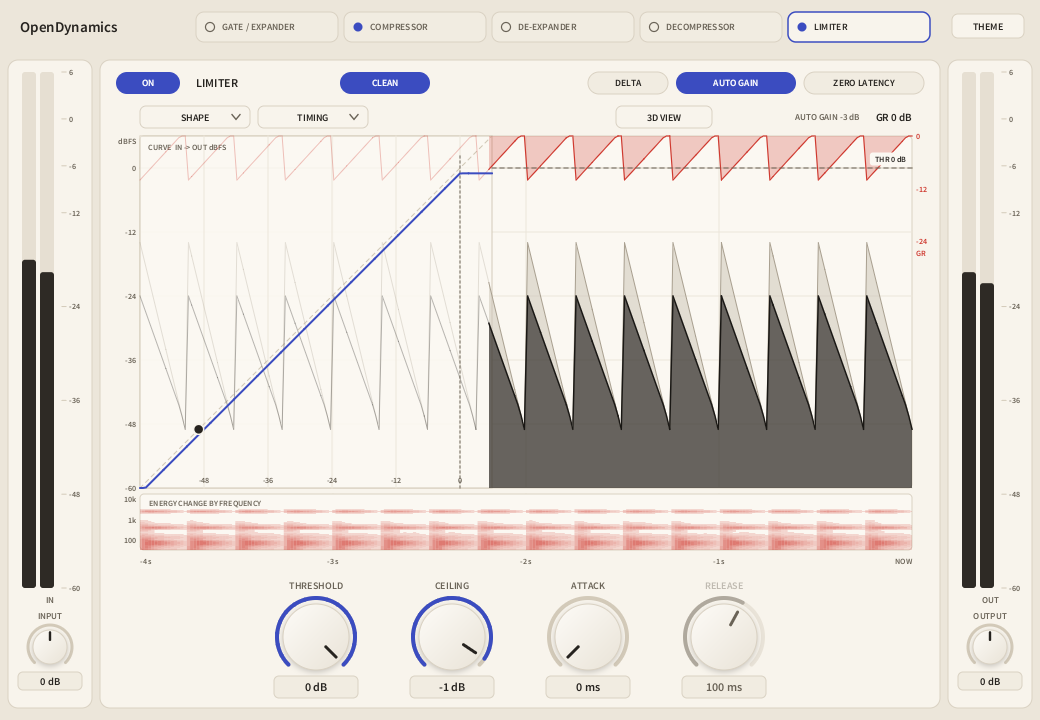 OpenDynamics
GATE / EXPANDER
COMPRESSOR
DE-EXPANDER
DECOMPRESSOR
LIMITER
THEME
ON
LIMITER
CLEAN
DELTA
AUTO GAIN
ZERO LATENCY
SHAPE
TIMING
3D VIEW
AUTO GAIN -3 dB
GR 0 dB
6
0
-6
-12
-24
-36
-48
-60
IN
INPUT
0 dB
dBFS
CURVE IN -> OUT dBFS
0
-12
-24
-36
-48
-60
-48
-36
-24
-12
0
THR 0 dB
0
-12
-24
GR
10k
1k
100
ENERGY CHANGE BY FREQUENCY
-4s
-3s
-2s
-1s
NOW
THRESHOLD
0 dB
CEILING
-1 dB
ATTACK
0 ms
RELEASE
100 ms
6
0
-6
-12
-24
-36
-48
-60
OUT
OUTPUT
0 dB